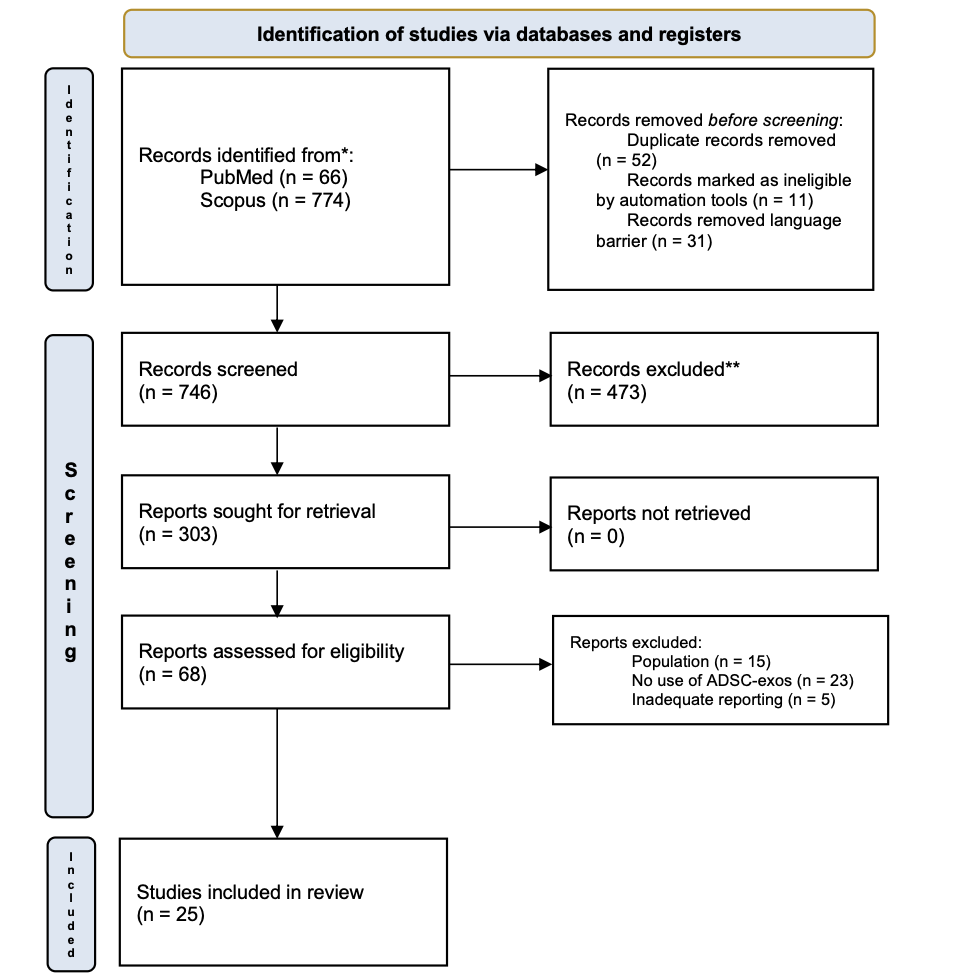 Identification of studies via databases and registers
Identification
Records identified from*:
PubMed (n = 66)
Scopus (n = 774)
Records removed before screening:
Duplicate records removed
(n = 52)
Records marked as ineligible
by automation tools (n = 11)
Records removed language
barrier (n = 31)
Screening
Records screened
(n = 746)
Records excluded**
(n = 473)
Reports sought for retrieval
(n = 303)
Reports not retrieved
(n = 0)
Reports assessed for eligibility
(n = 68)
Reports excluded:
Population (n = 15)
No use of ADSC-exos (n = 23)
Inadequate reporting (n = 5)
Included
Studies included in review
(n = 25)